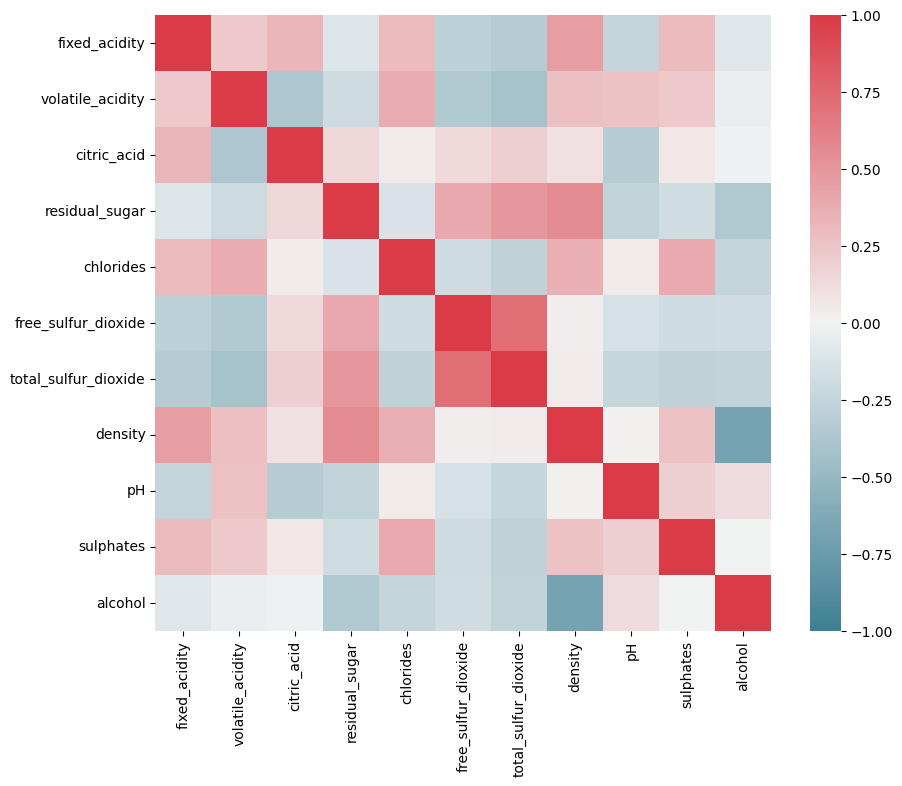 fixed_acidity
volatile_acidity
citric_acid
residual_sugar
chlorides
free_sulfur_dioxide
total_sulfur_dioxide
density
pH
sulphates
alcohol
fixed_acidity
volatile_acidity
citric_acid
residual_sugar
chlorides
free_sulfur_dioxide
total_sulfur_dioxide
density
pH
sulphates
alcohol
1.00
0.75
0.50
0.25
0.00
−0.25
−0.50
−0.75
−1.00